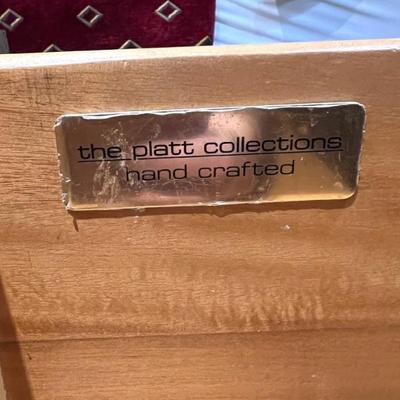 the platt collections
hand crafted